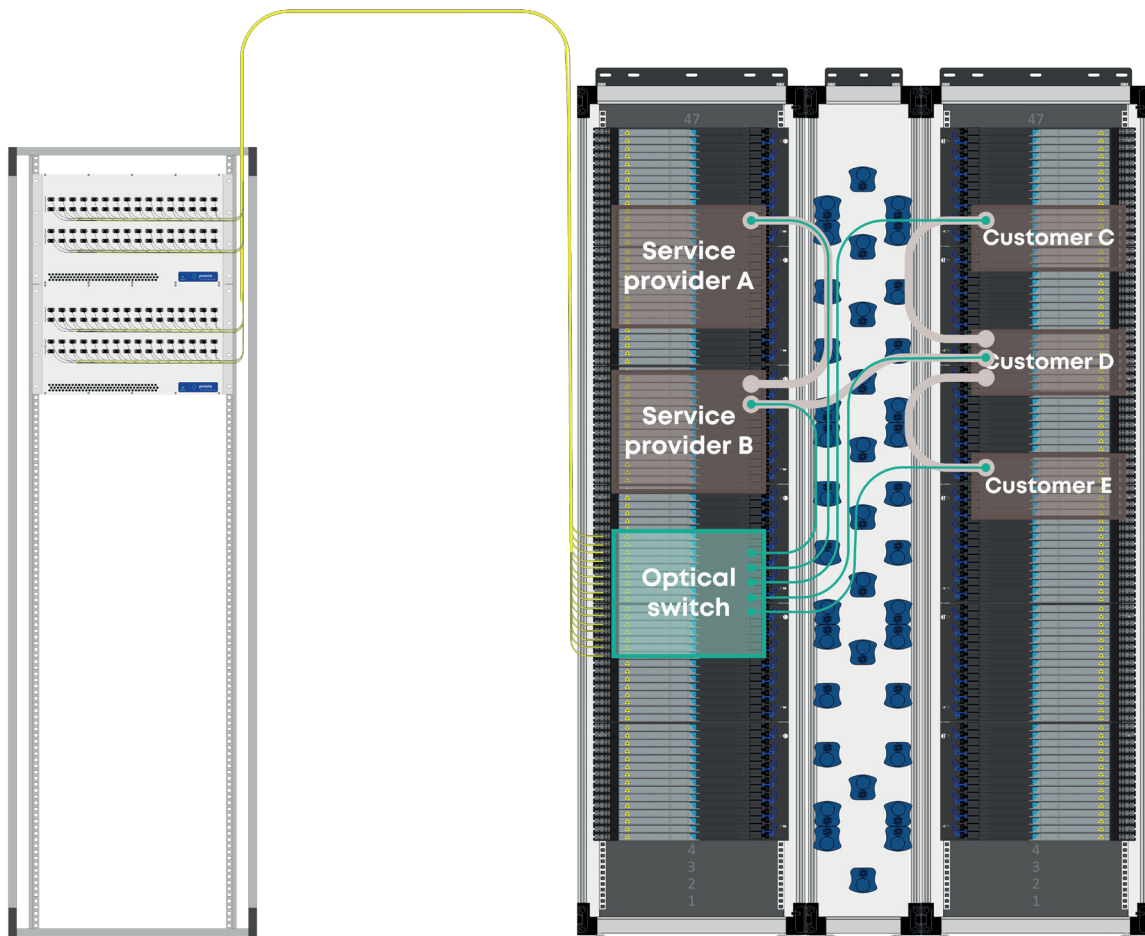 47
47
Service
provider A
Customer C
Customer D
Service
provider B
Customer E
Optical
switch
4
3
2
1
4
3
2
1